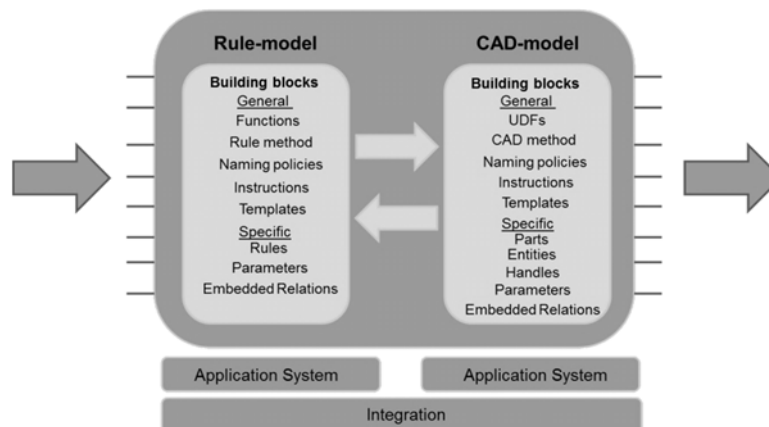 Rule-model
Building blocks
General
Functions
Rule method
Naming policies
Instructions
Templates
Specific
Rules
Parameters
Embedded Relations
CAD-model
Building blocks
General
UDFs
CAD method
Naming policies
Instructions
Templates
Specific
Parts
Entities
Handles
Parameters
Embedded Relations
Application System
Application System
Integration